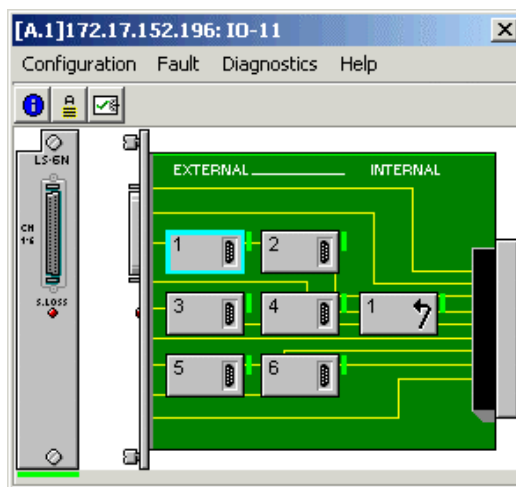 [A.1]172.17.152.196: IO-11
Configuration Fault Diagnostics Help
LS-6N
CH
1-6
S.LOSS
EXTERNAL INTERNAL
1 2
3 4 1
5 6